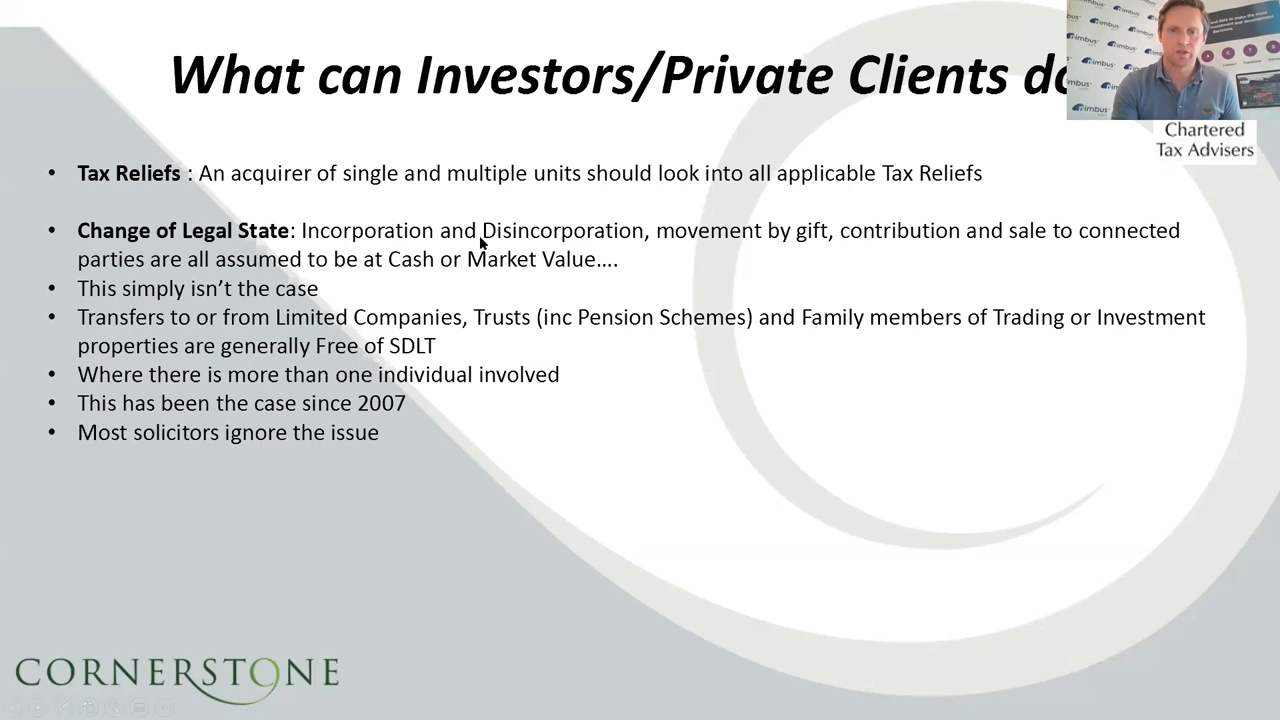 What can Investors/Private Clients do
Chartered
Tax Advisers
• Tax Reliefs : An acquirer of single and multiple units should look into all applicable Tax Reliefs
• Change of Legal State: Incorporation and Disincorporation, movement by gift, contribution and sale to connected
parties are all assumed to be at Cash or Market Value….
• This simply isn’t the case
• Transfers to or from Limited Companies, Trusts (inc Pension Schemes) and Family members of Trading or Investment
properties are generally Free of SDLT
• Where there is more than one individual involved
• This has been the case since 2007
• Most solicitors ignore the issue
CORNERSTONE
nimbus
nimbus
nimbus
nimbus